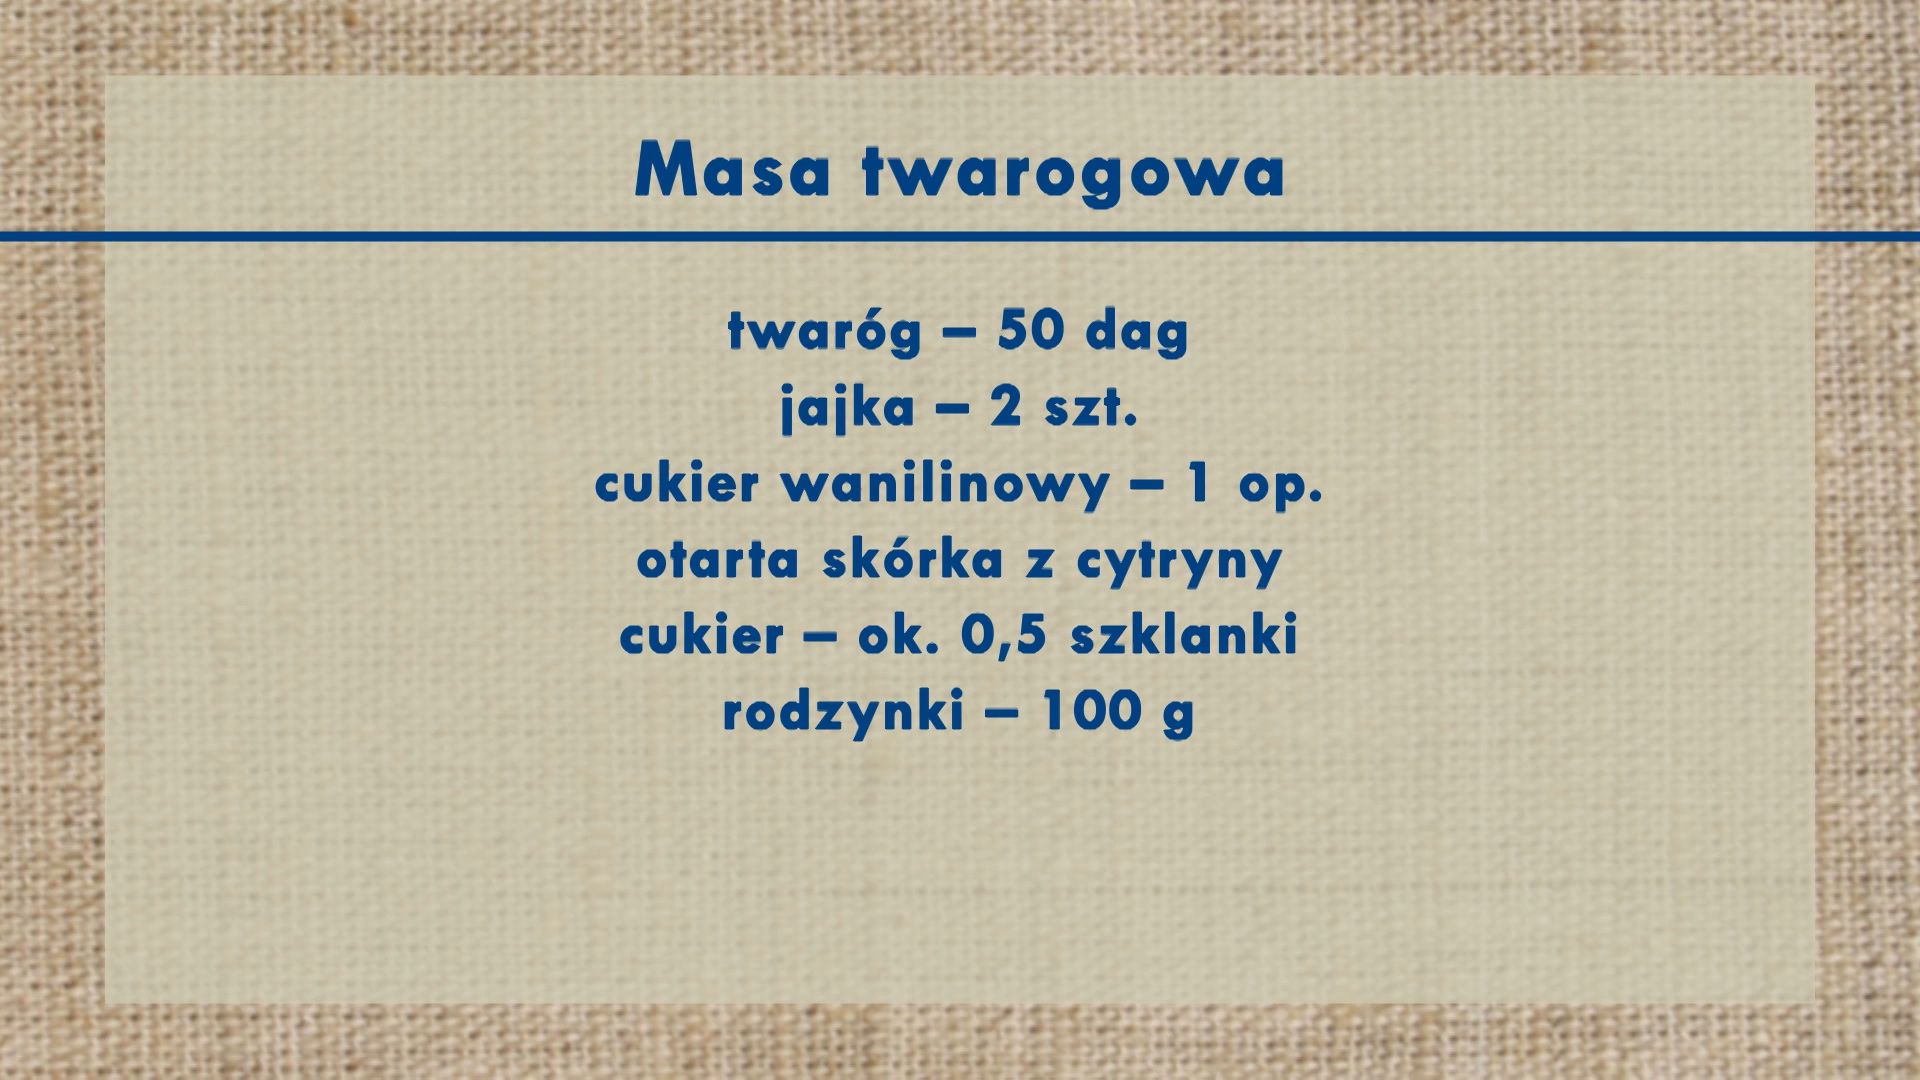 Masa twarogowa
twaróg – 50 dag
jajka – 2 szt.
cukier wanilinowy – 1 op.
otarta skórka z cytryny
cukier – ok. 0,5 szklanki
rodzynki – 100 g